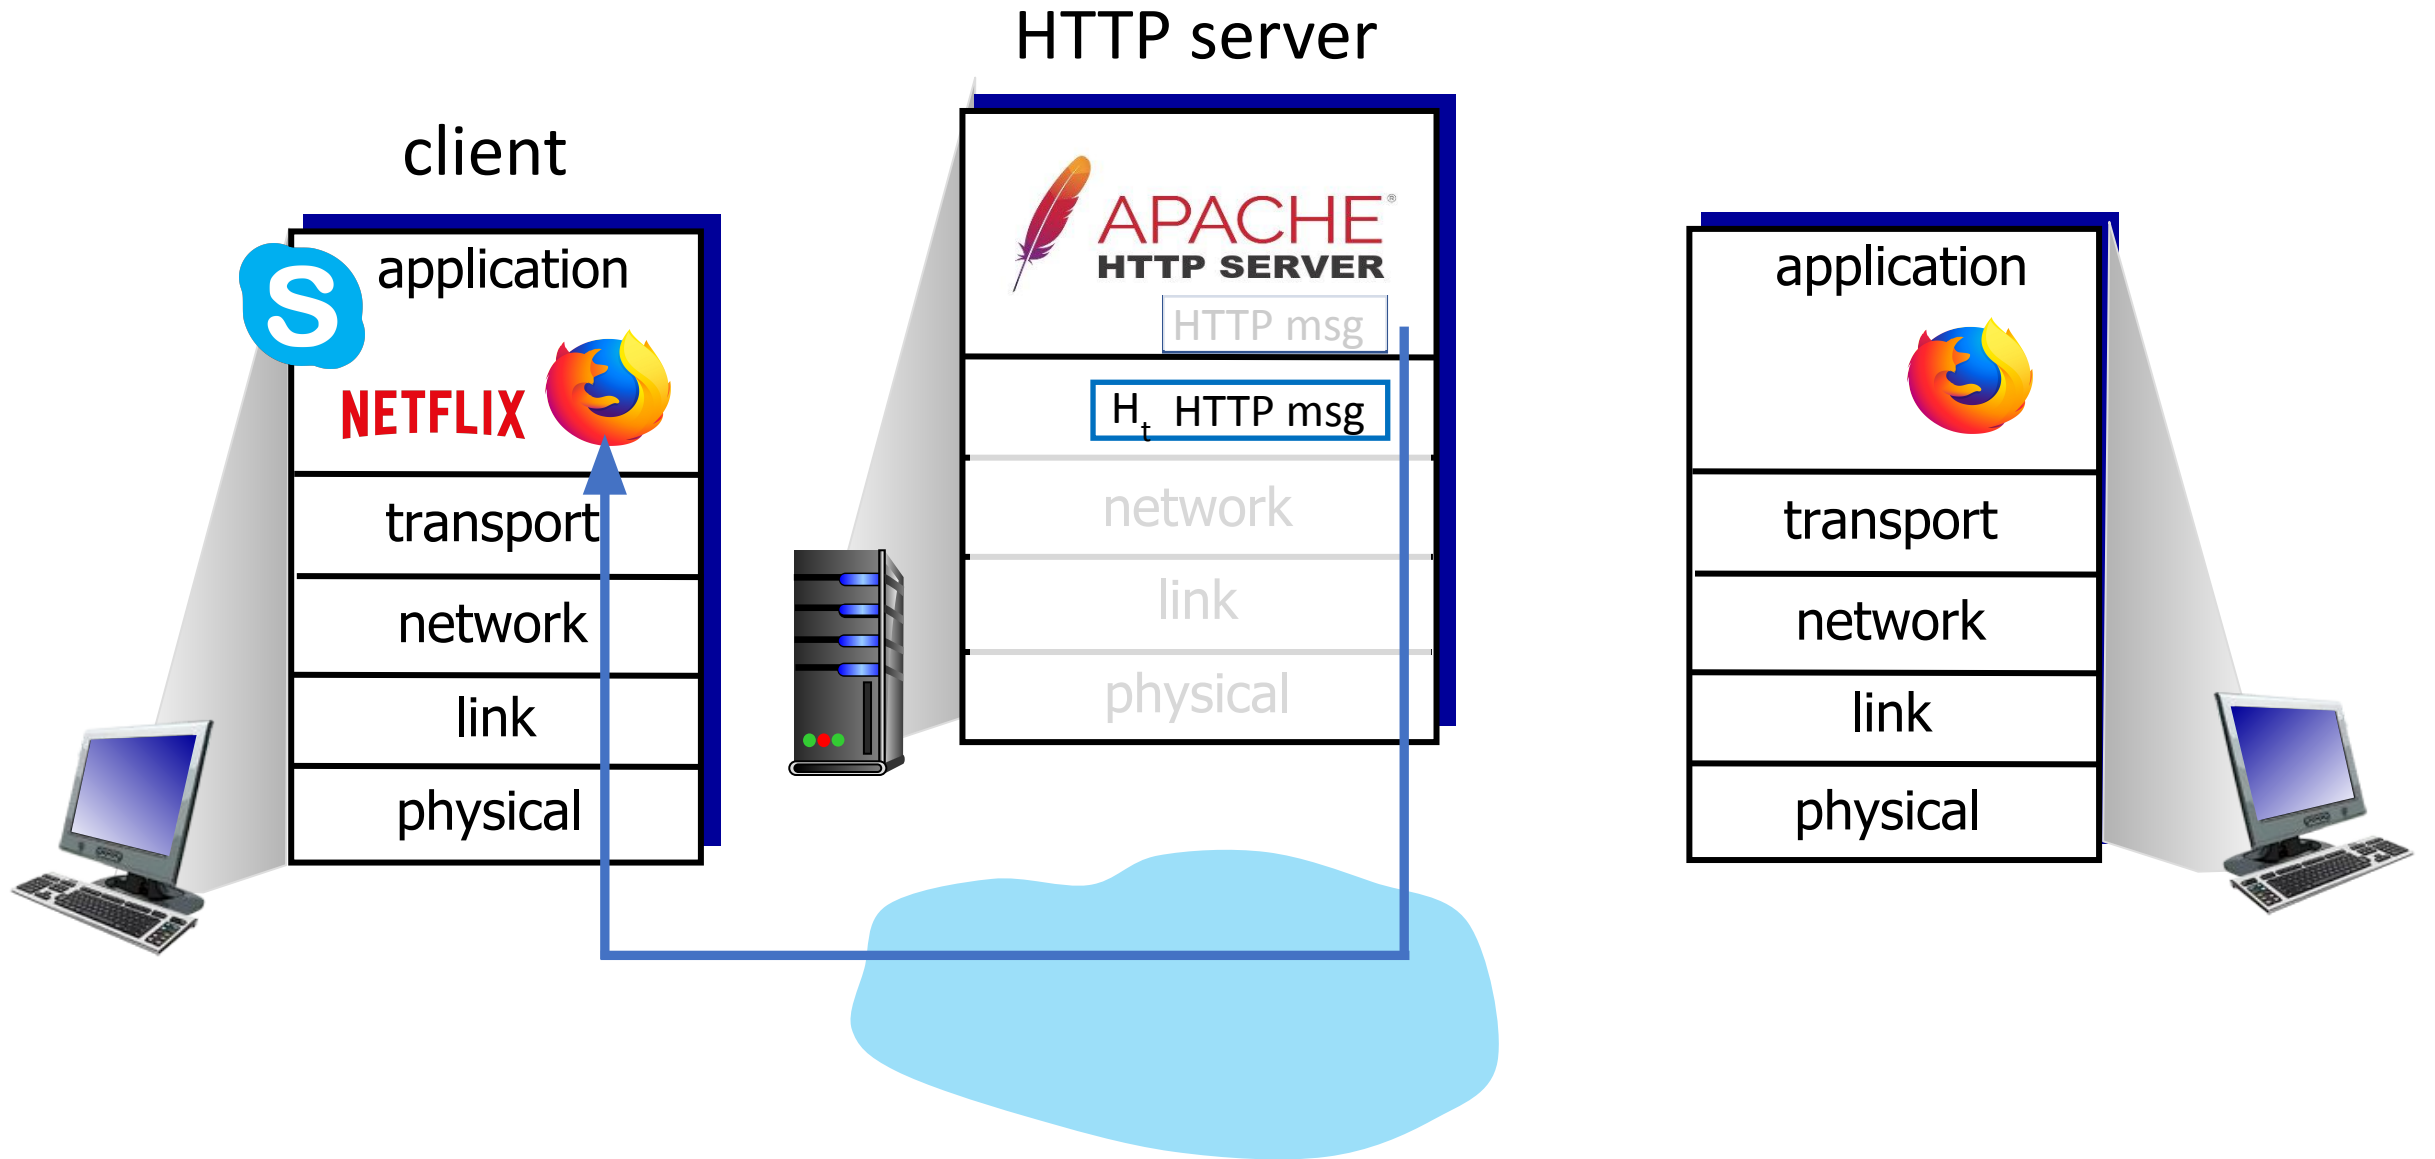 HTTP server
client
application
S
NETFLIX
transport
network
link
physical
APACHE®
HTTP SERVER
HTTP msg
Ht HTTP msg
network
link
physical
application
transport
network
link
physical